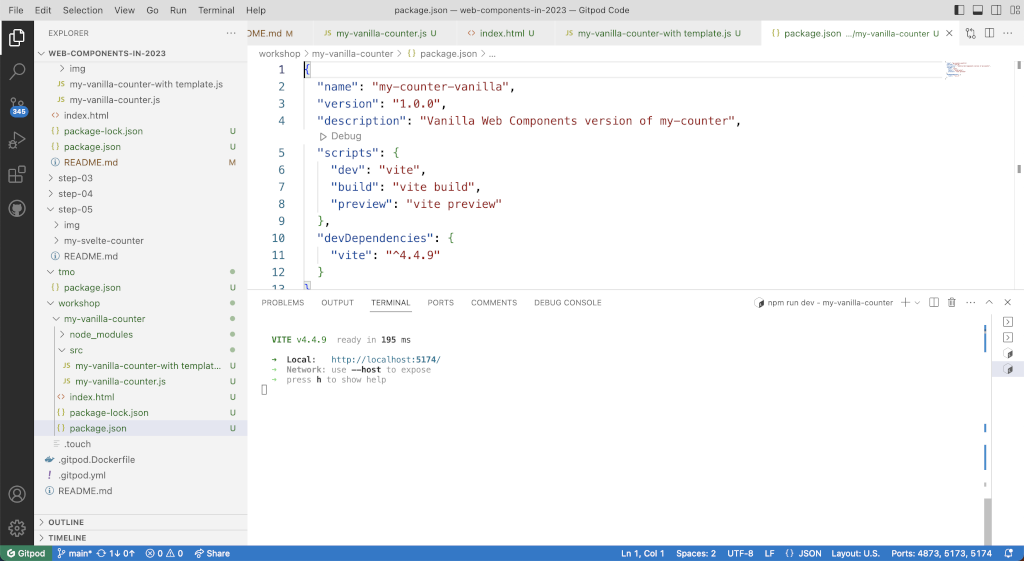 File Edit Selection View Go Run Terminal Help
package.json — web-components-in-2023 — Gitpod Code
EXPLORER
WEB-COMPONENTS-IN-2023
img
JS my-vanilla-counter-with template.js
JS my-vanilla-counter.js
<> index.html
{} package-lock.json U
{} package.json U
README.md M
step-03
step-04
step-05
img
my-svelte-counter
README.md
tmo
{} package.json U
workshop
my-vanilla-counter
node_modules
src
JS my-vanilla-counter-with templat... U
JS my-vanilla-counter.js U
<> index.html U
{} package-lock.json U
{} package.json U
.touch
.gitpod.Dockerfile
! .gitpod.yml
README.md
OUTLINE
TIMELINE
345
DME.md M
JS my-vanilla-counter.js U
<> index.html U
JS my-vanilla-counter-with template.js U
{} package.json .../my-vanilla-counter U
workshop > my-vanilla-counter > {} package.json > ...
1 {
2 "name": "my-counter-vanilla",
3 "version": "1.0.0",
4 "description": "Vanilla Web Components version of my-counter",
Debug
5 "scripts": {
6 "dev": "vite",
7 "build": "vite build",
8 "preview": "vite preview"
9 },
10 "devDependencies": {
11 "vite": "^4.4.9"
12 }
13 }
PROBLEMS OUTPUT TERMINAL PORTS COMMENTS DEBUG CONSOLE
npm run dev - my-vanilla-counter
VITE v4.4.9 ready in 195 ms
→ Local: http://localhost:5174/
→ Network: use --host to expose
→ press h to show help
Gitpod main* 1↓ 0↑ 0 0 Share
Ln 1, Col 1 Spaces: 2 UTF-8 LF {} JSON Layout: U.S. Ports: 4873, 5173, 5174